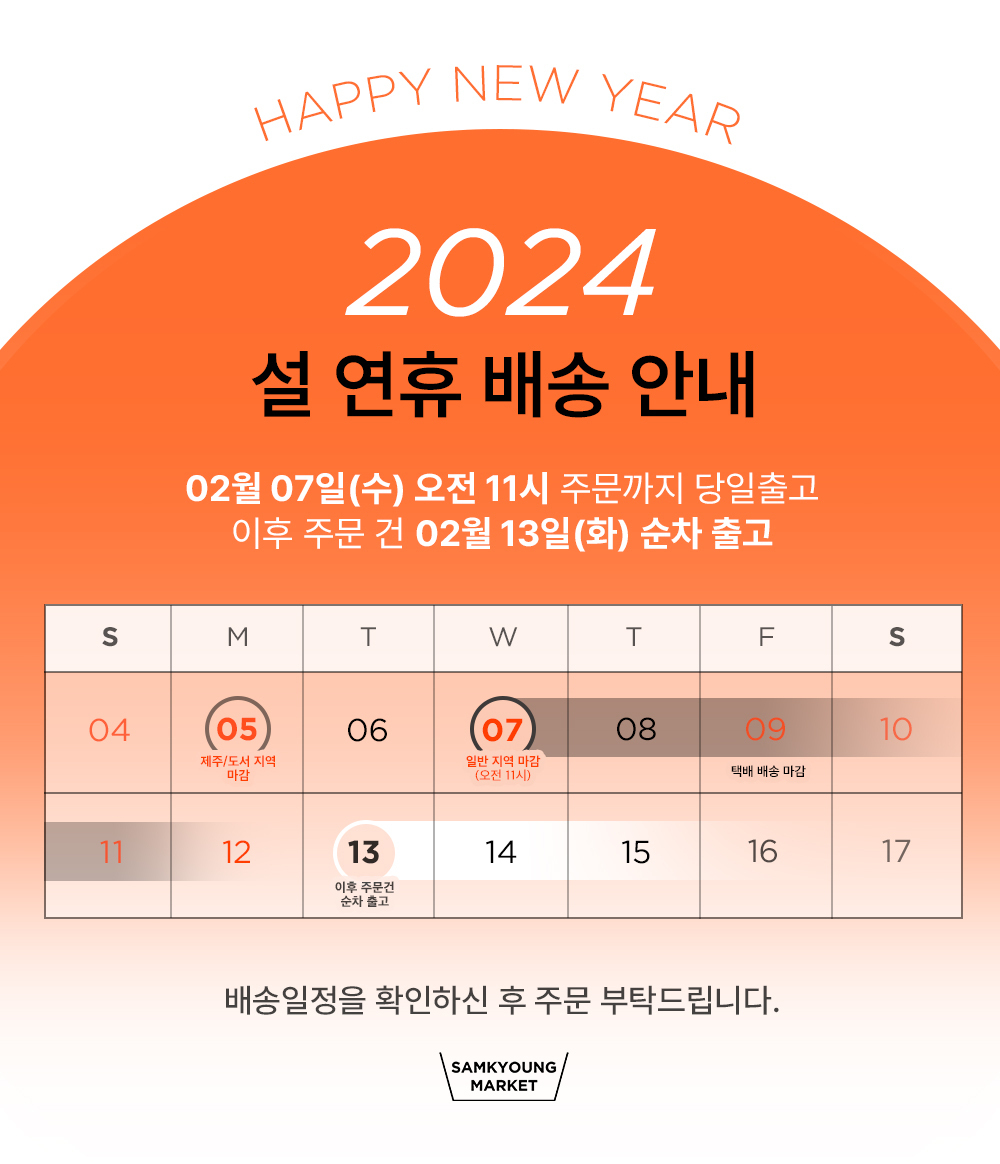 HAPPY NEW YEAR
2024
설 연휴 배송 안내
02월 07일(수) 오전 11시 주문까지 당일출고
이후 주문 건 02월 13일(화) 순차 출고
S M T W T F S
04 05 06 07 08 09 10
제주/도서 지역
마감
일반 지역 마감
(오전 11시)
택배 배송 마감
11 12 13 14 15 16 17
이후 주문건
순차 출고
배송일정을 확인하신 후 주문 부탁드립니다.
SAMKYOUNG
MARKET